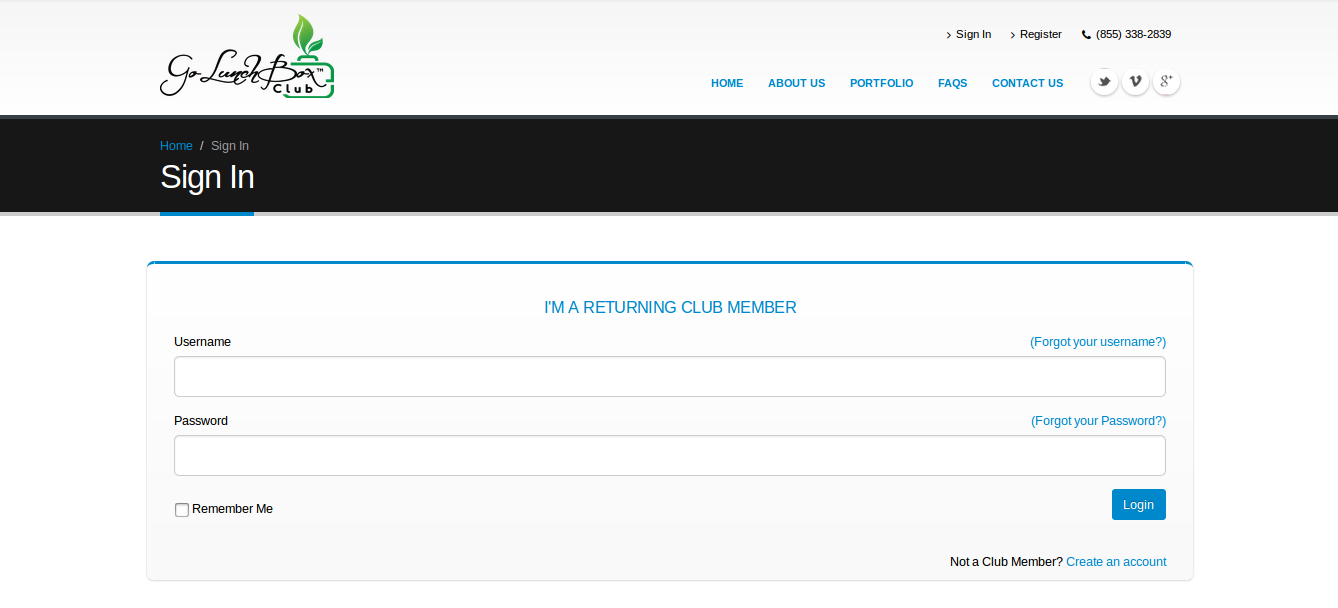 Go-LunchBox™
Club
Sign In Register (855) 338-2839
HOME ABOUT US PORTFOLIO FAQS CONTACT US
Home / Sign In
Sign In
I'M A RETURNING CLUB MEMBER
Username (Forgot your username?)
Password (Forgot your Password?)
Remember Me Login
Not a Club Member? Create an account